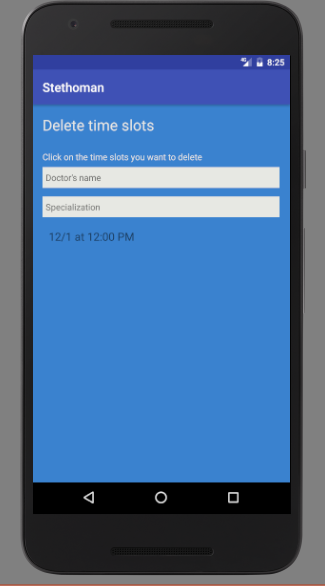 8:25
Stethoman
Delete time slots
Click on the time slots you want to delete
Doctor's name
Specialization
12/1 at 12:00 PM